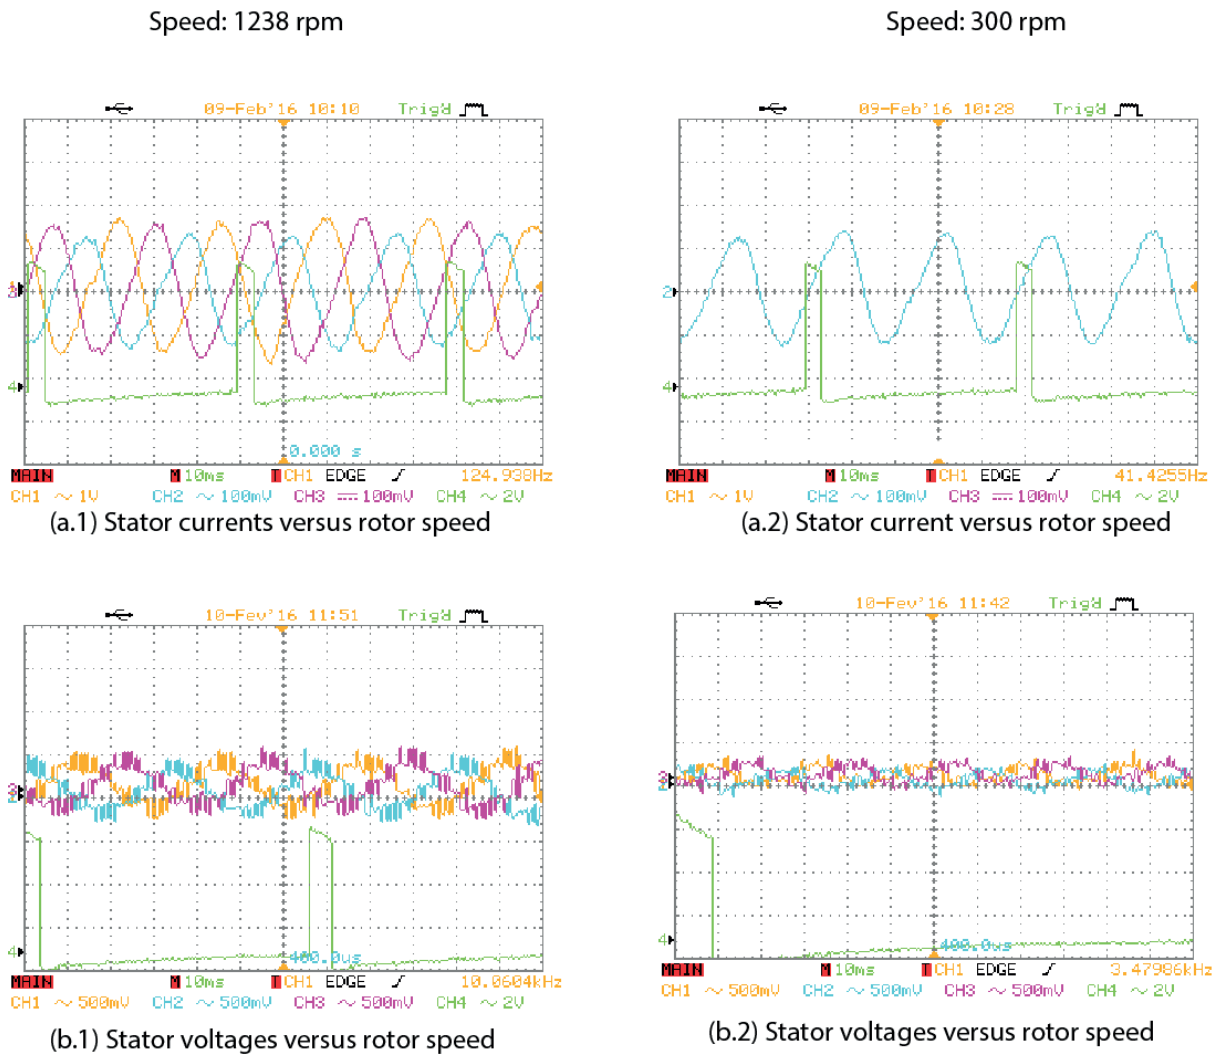 Speed: 1238 rpm
Speed: 300 rpm
09-Feb'16 10:10 Trig'd
3
4
0.000 s
MAIN M 10ms T CH1 EDGE 124.938Hz
CH1 ~ 1V CH2 ~ 100mV CH3 100mV CH4 ~ 2V
(a.1) Stator currents versus rotor speed
09-Feb'16 10:28 Trig'd
2
4
MAIN M 10ms T CH1 EDGE 41.4255Hz
CH1 ~ 1V CH2 ~ 100mV CH3 100mV CH4 ~ 2V
(a.2) Stator current versus rotor speed
10-Fev'16 11:51 Trig'd
4
400.0us
MAIN M 10ms T CH1 EDGE 10.0604kHz
CH1 ~ 500mV CH2 ~ 500mV CH3 ~ 500mV CH4 ~ 2V
(b.1) Stator voltages versus rotor speed
10-Fev'16 11:42 Trig'd
4
400.0us
MAIN M 10ms T CH1 EDGE 3.47986kHz
CH1 ~ 500mV CH2 ~ 500mV CH3 ~ 500mV CH4 ~ 2V
(b.2) Stator voltages versus rotor speed